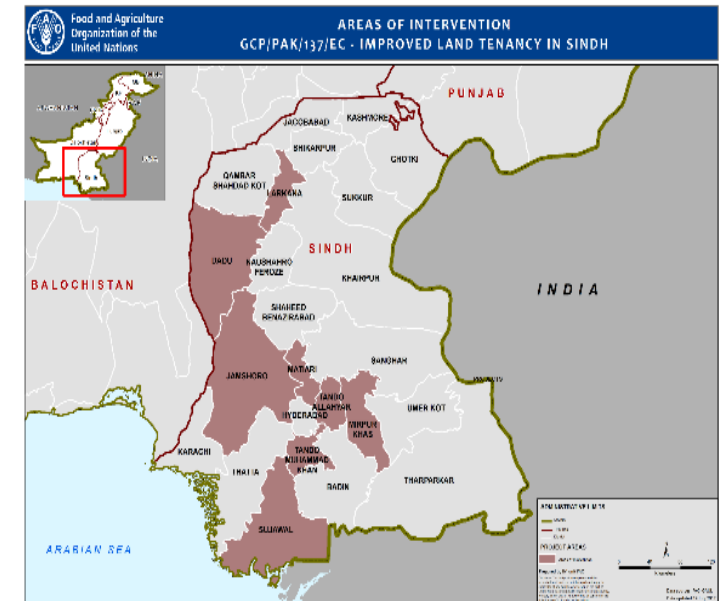 Food and Agriculture
Organization of the
United Nations
AREAS OF INTERVENTION
GCP/PAK/137/EC - IMPROVED LAND TENANCY IN SINDH
PUNJAB
KASHMORE
JACOBABAD
SHIKARPUR
GHOTKI
QAMBAR
SHAHDAD KOT
LARKANA
SUKKUR
SINDH
DADU
NAUSHAHRO
FEROZE
KHAIRPUR
BALOCHISTAN
INDIA
SHAHEED
BENAZIRABAD
SANGHAR
MATIARI
JAMSHORO
TANDO
ALLAHYAR
UMER KOT
HYDERABAD
MIRPUR
KHAS
KARACHI
TANDO
MUHAMMAD
KHAN
THATTA
THARPARKAR
BADIN
SUJAWAL
ARABIAN SEA
ADMINISTRATIVE LIMITS
PROJECT AREAS